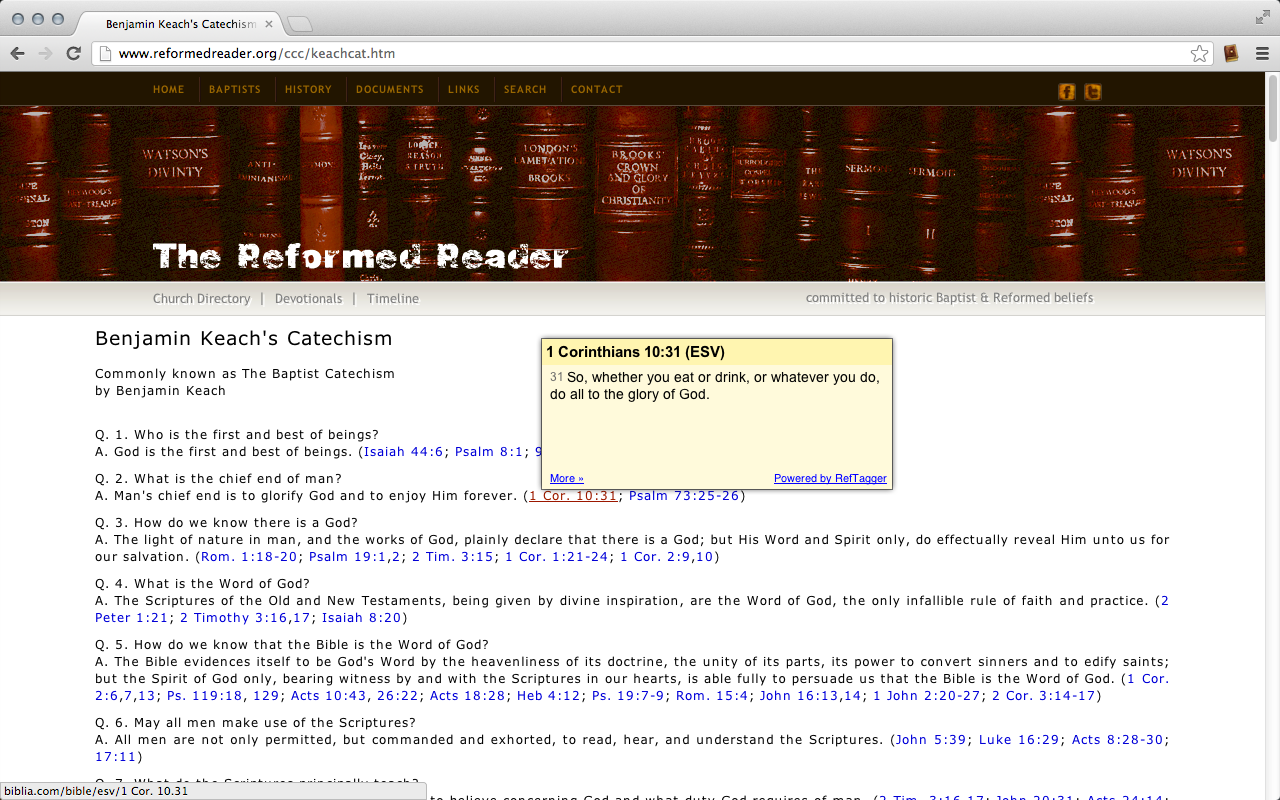 Benjamin Keach's Catechism
www.reformedreader.org/ccc/keachcat.htm
HOME BAPTISTS HISTORY DOCUMENTS LINKS SEARCH CONTACT
WATSON'S DIVINITY
LONDON'S LAMETATION BROOKS
BROOKS' CROWN AND GLORY OF CHRISTIANITY
SERMO I
SERMOIT II
WATSON'S DIVINTY
The Reformed Reader
Church Directory | Devotionals | Timeline
committed to historic Baptist & Reformed beliefs
Benjamin Keach's Catechism
Commonly known as The Baptist Catechism
by Benjamin Keach
1 Corinthians 10:31 (ESV)
31 So, whether you eat or drink, or whatever you do,
do all to the glory of God.
More »
Powered by RefTagger
Q. 1. Who is the first and best of beings?
A. God is the first and best of beings. (Isaiah 44:6; Psalm 8:1; 9
Q. 2. What is the chief end of man?
A. Man's chief end is to glorify God and to enjoy Him forever. (1 Cor. 10:31; Psalm 73:25-26)
Q. 3. How do we know there is a God?
A. The light of nature in man, and the works of God, plainly declare that there is a God; but His Word and Spirit only, do effectually reveal Him unto us for
our salvation. (Rom. 1:18-20; Psalm 19:1,2; 2 Tim. 3:15; 1 Cor. 1:21-24; 1 Cor. 2:9,10)
Q. 4. What is the Word of God?
A. The Scriptures of the Old and New Testaments, being given by divine inspiration, are the Word of God, the only infallible rule of faith and practice. (2
Peter 1:21; 2 Timothy 3:16,17; Isaiah 8:20)
Q. 5. How do we know that the Bible is the Word of God?
A. The Bible evidences itself to be God's Word by the heavenliness of its doctrine, the unity of its parts, its power to convert sinners and to edify saints;
but the Spirit of God only, bearing witness by and with the Scriptures in our hearts, is able fully to persuade us that the Bible is the Word of God. (1 Cor.
2:6,7,13; Ps. 119:18, 129; Acts 10:43, 26:22; Acts 18:28; Heb 4:12; Ps. 19:7-9; Rom. 15:4; John 16:13,14; 1 John 2:20-27; 2 Cor. 3:14-17)
Q. 6. May all men make use of the Scriptures?
A. All men are not only permitted, but commanded and exhorted, to read, hear, and understand the Scriptures. (John 5:39; Luke 16:29; Acts 8:28-30;
17:11)
Q. 7. What do the Scriptures principally teach?
to believe concerning God and what duty God requires of man. (2 Tim. 3:16,17; John 20:31; Acts 24:14;
biblia.com/bible/esv/1 Cor. 10.31